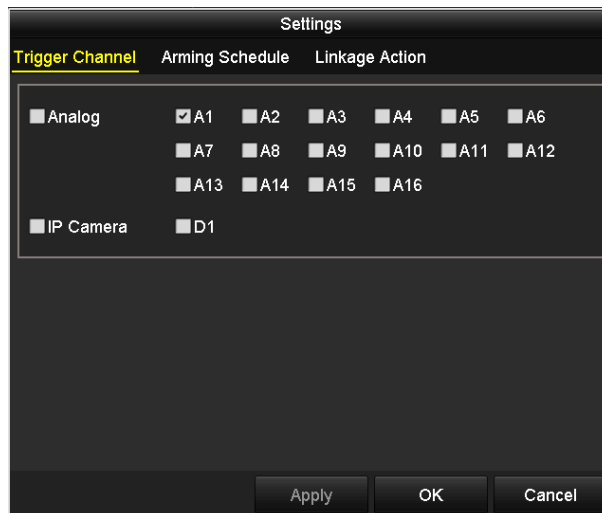 Settings
Trigger Channel Arming Schedule Linkage Action
Analog A1 A2 A3 A4 A5 A6
A7 A8 A9 A10 A11 A12
A13 A14 A15 A16
IP Camera D1
Apply OK Cancel